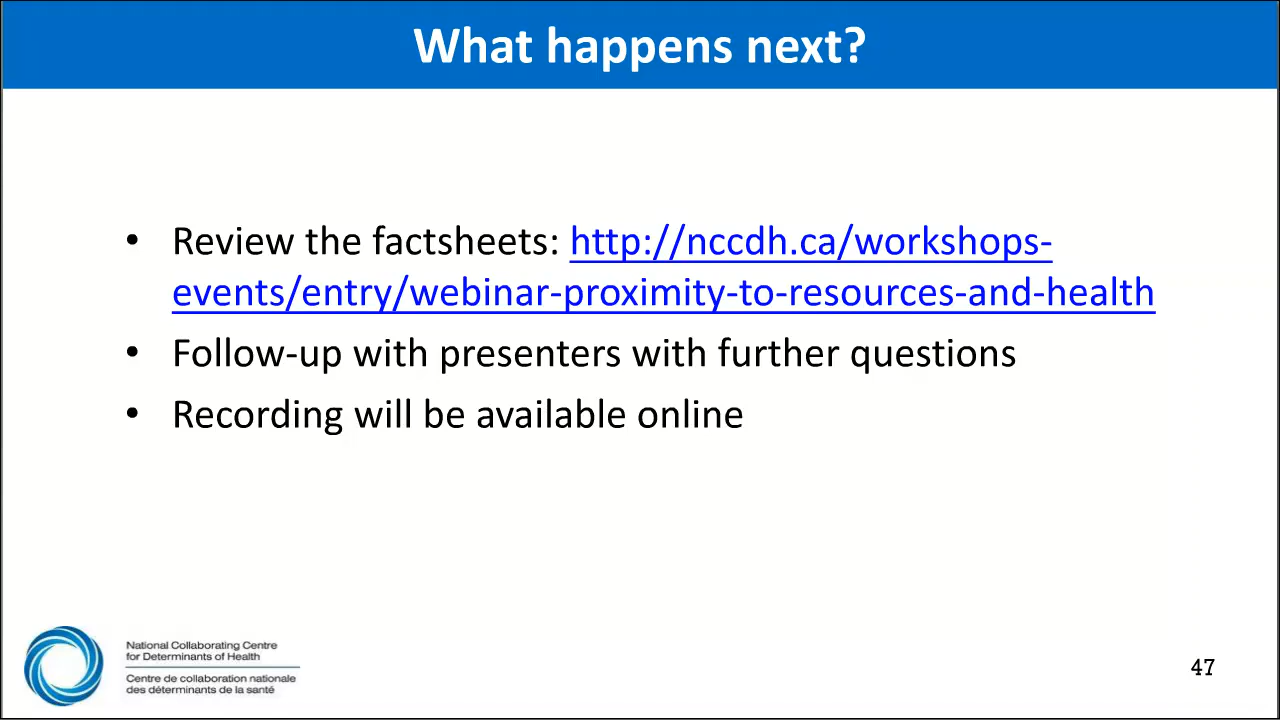 What happens next?
• Review the factsheets: http://nccdh.ca/workshops-
events/entry/webinar-proximity-to-resources-and-health
• Follow-up with presenters with further questions
• Recording will be available online
National Collaborating Centre
for Determinants of Health
Centre de collaboration nationale
des déterminants de la santé
47